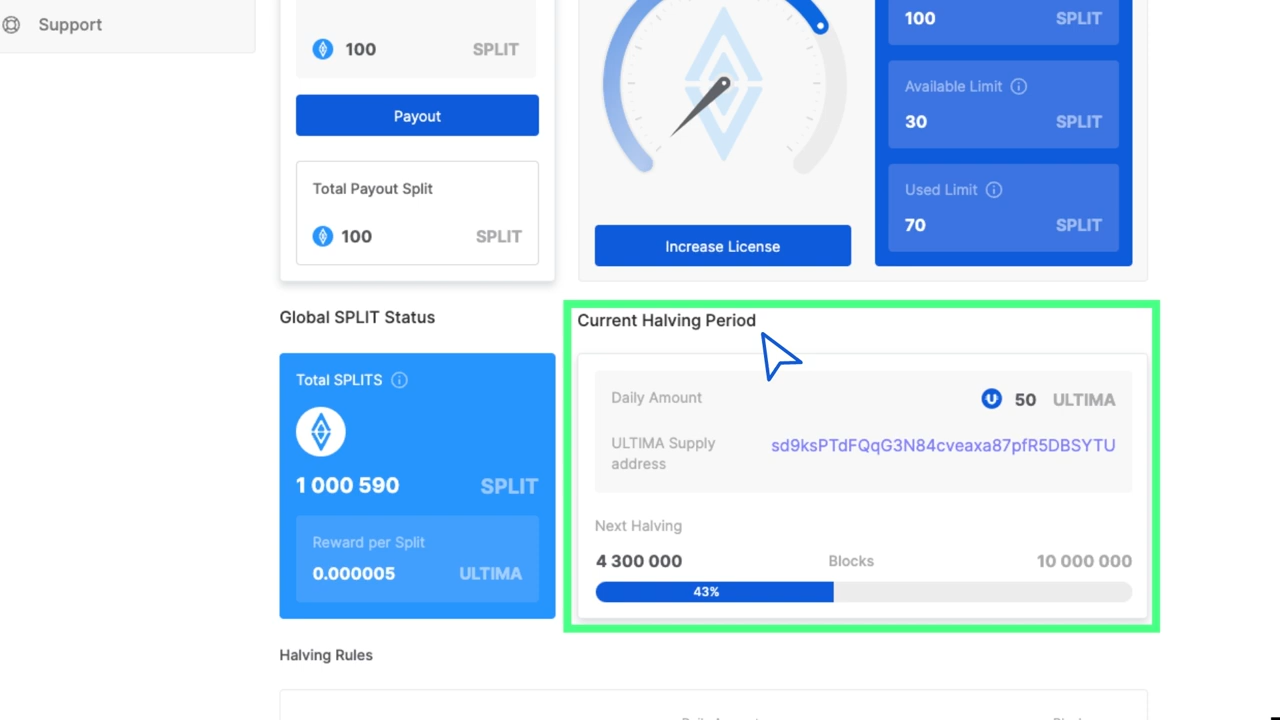 Support
100 SPLIT
Payout
Total Payout Split
100 SPLIT
Increase License
100 SPLIT
Available Limit
30 SPLIT
Used Limit
70 SPLIT
Global SPLIT Status
Total SPLITS
1 000 590 SPLIT
Reward per Split
0.000005 ULTIMA
Current Halving Period
Daily Amount 50 ULTIMA
ULTIMA Supply address sd9ksPTdFQqG3N84cveaxa87pfR5DBSYTU
Next Halving
4 300 000 Blocks 10 000 000
43%
Halving Rules